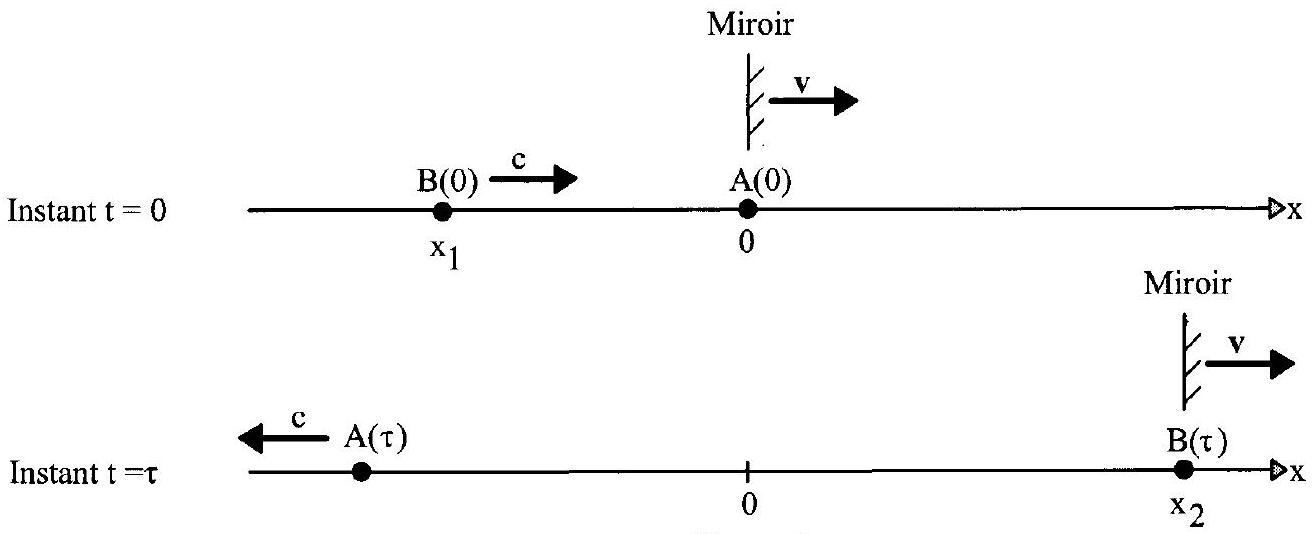 Miroir
v
B(0) c A(0)
Instant t = 0 x
x1 0
Miroir
v
c A(τ) B(τ)
Instant t =τ x
0 x2